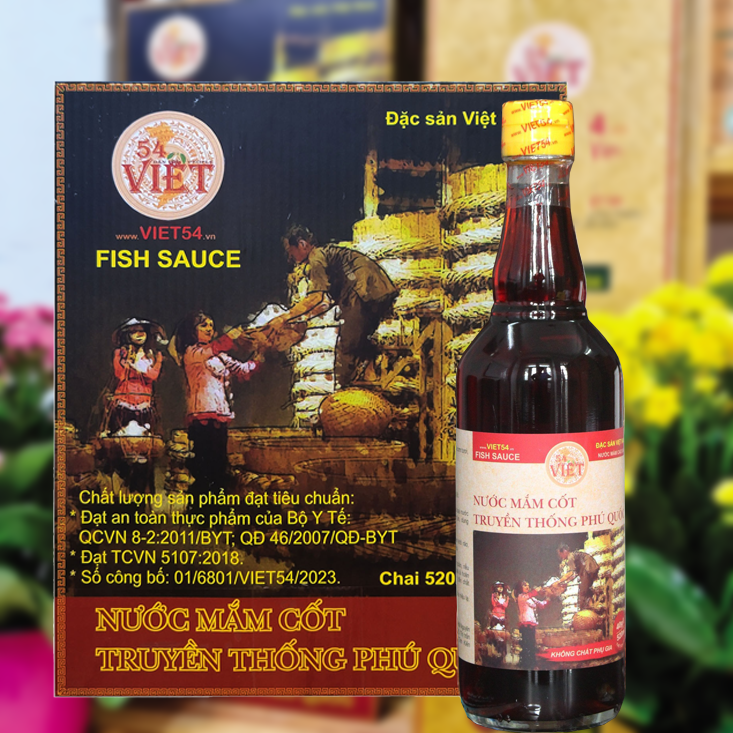 Đặc sản Việt
54
VIỆT
www.VIET54.vn
FISH SAUCE
Chất lượng sản phẩm đạt tiêu chuẩn:
* Đạt an toàn thực phẩm của Bộ Y Tế:
QCVN 8-2:2011/BYT; QĐ 46/2007/QĐ-BYT
* Đạt TCVN 5107:2018.
* Số công bố: 01/6801/VIET54/2023.
Chai 520
NƯỚC MẮM CỐT
TRUYỀN THỐNG PHÚ QU
www.VIET54
www.VIET54.vn
FISH SAUCE
54
VIỆT
ĐẶC SẢN VIỆT
NƯỚC MẮM CỐT
TRUYỀN THỐNG PHÚ QUỐ
KHÔNG CHẤT PHỤ GIA